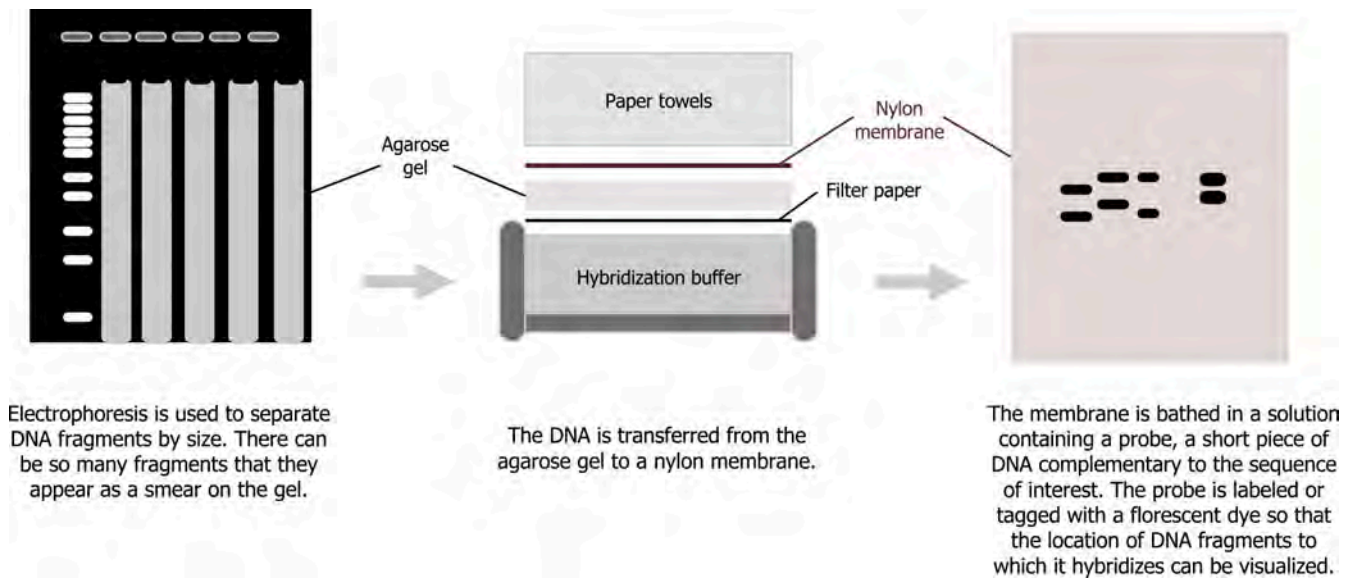 Paper towels
Nylon
membrane
Agarose
gel
Filter paper
Hybridization buffer
Electrophoresis is used to separate
DNA fragments by size. There can
be so many fragments that they
appear as a smear on the gel.
The DNA is transferred from the
agarose gel to a nylon membrane.
The membrane is bathed in a solution
containing a probe, a short piece of
DNA complementary to the sequence
of interest. The probe is labeled or
tagged with a florescent dye so that
the location of DNA fragments to
which it hybridizes can be visualized.